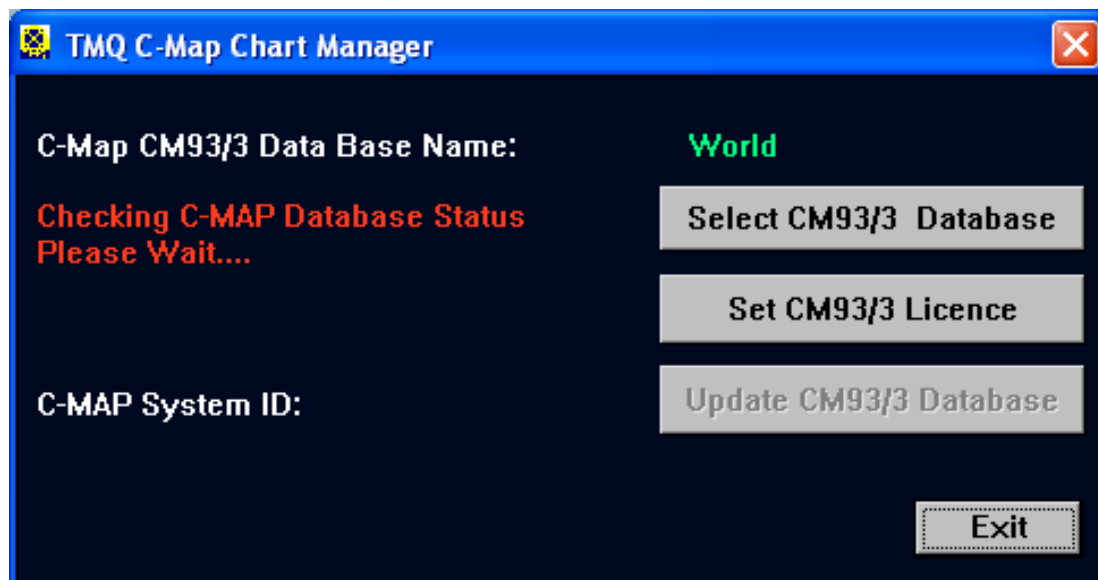 TMQ C-Map Chart Manager
C-Map CM93/3 Data Base Name: World
Checking C-MAP Database Status
Please Wait....
Select CM93/3 Database
Set CM93/3 Licence
C-MAP System ID:
Update CM93/3 Database
Exit